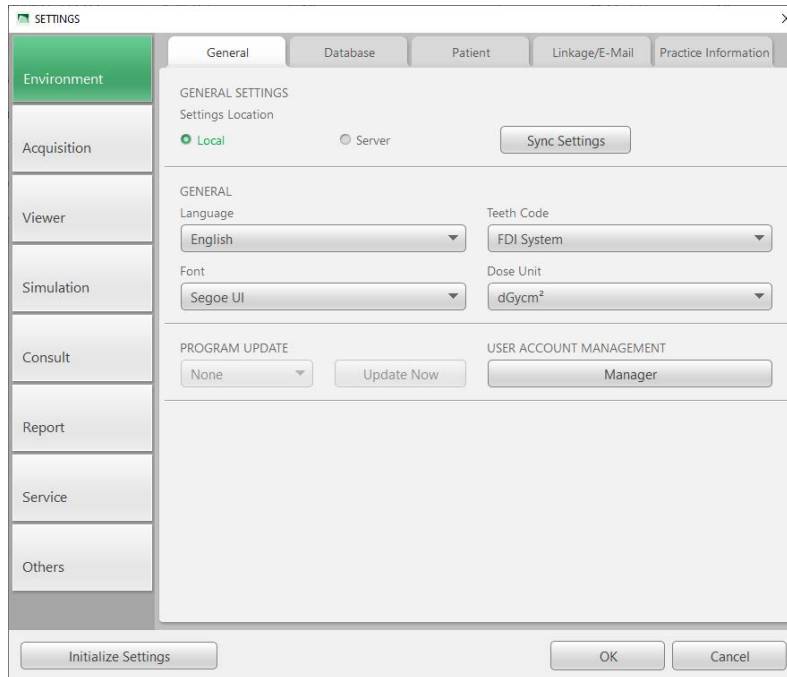 SETTINGS
Environment
Acquisition
Viewer
Simulation
Consult
Report
Service
Others
General Database Patient Linkage/E-Mail Practice Information
GENERAL SETTINGS
Settings Location
Local Server Sync Settings
GENERAL
Language Teeth Code
English FDI System
Font Dose Unit
Segoe UI dGycm²
PROGRAM UPDATE USER ACCOUNT MANAGEMENT
None Update Now Manager
Initialize Settings OK Cancel